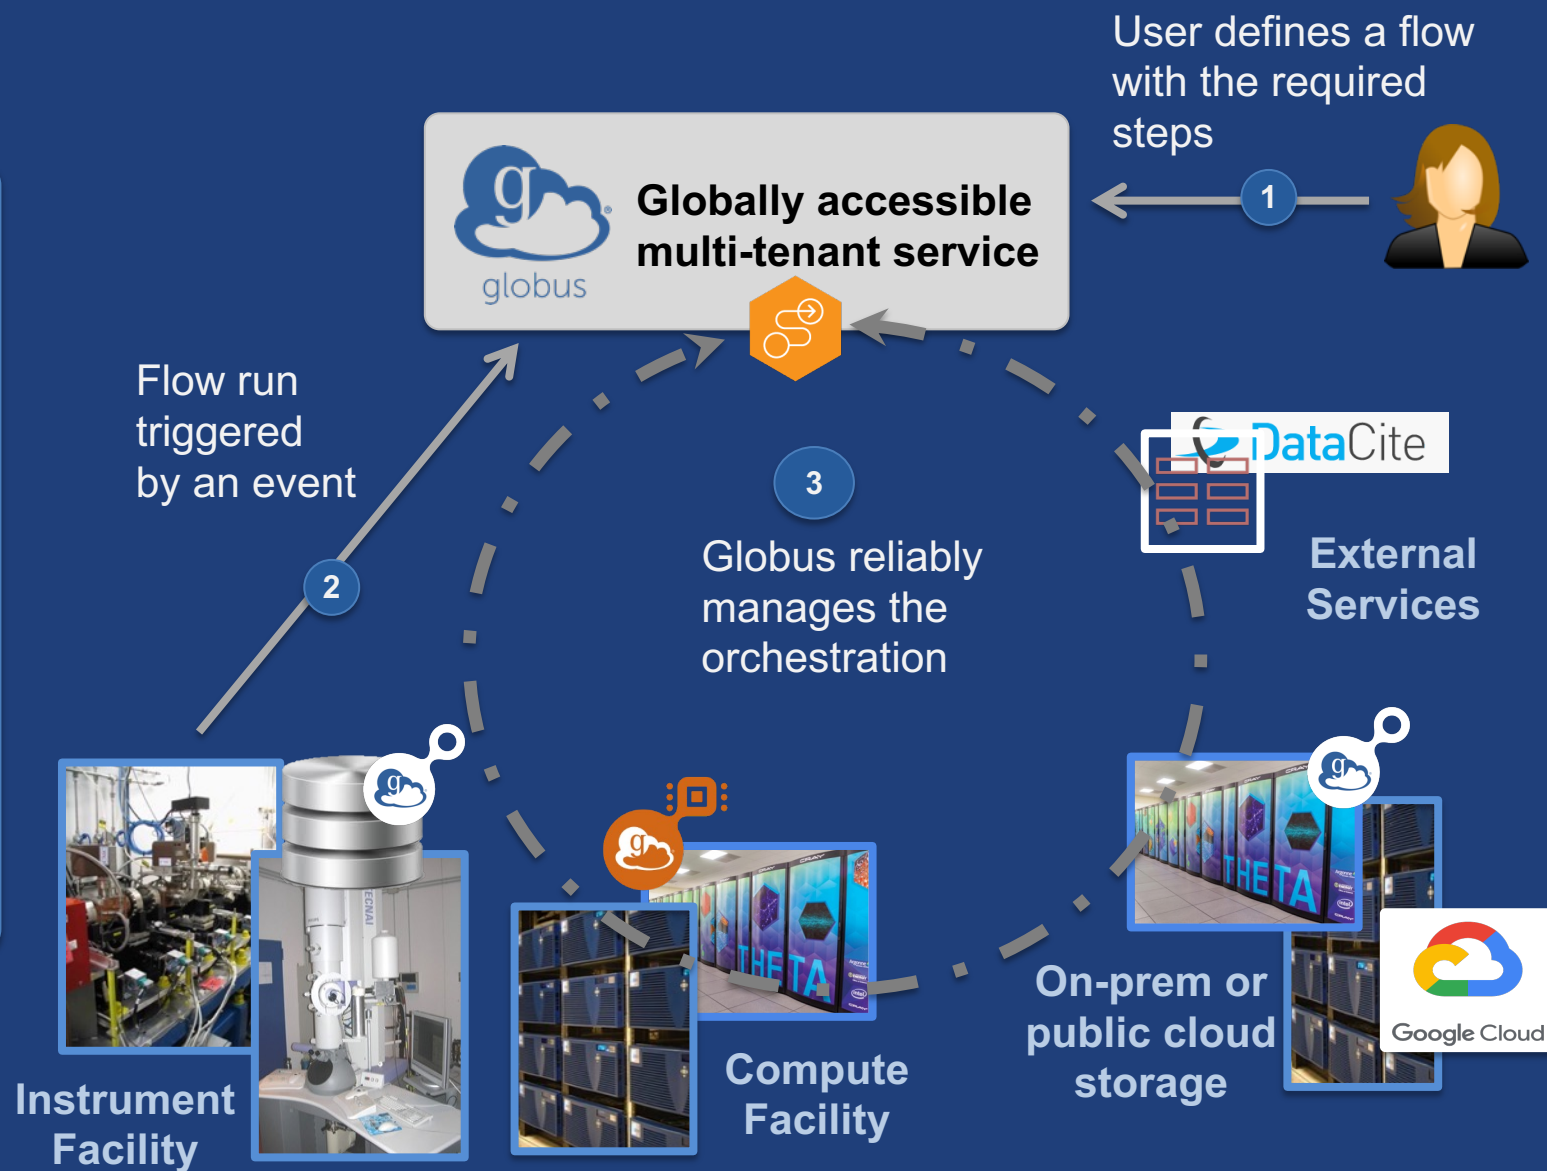 User defines a flow
with the required
steps
1
g
globus
Globally accessible
multi-tenant service
Flow run
triggered
by an event
2
3
Globus reliably
manages the
orchestration
DataCite
External
Services
g
g
g
THETA
THETA
CRAY
Google Cloud
Instrument
Facility
Compute
Facility
On-prem or
public cloud
storage